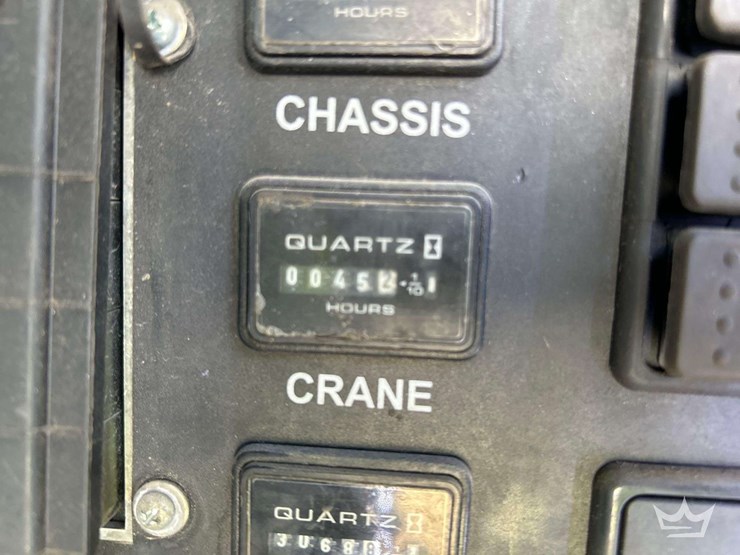 HOURS
CHASSIS
QUARTZ
0045 1/10
HOURS
CRANE
QUARTZ